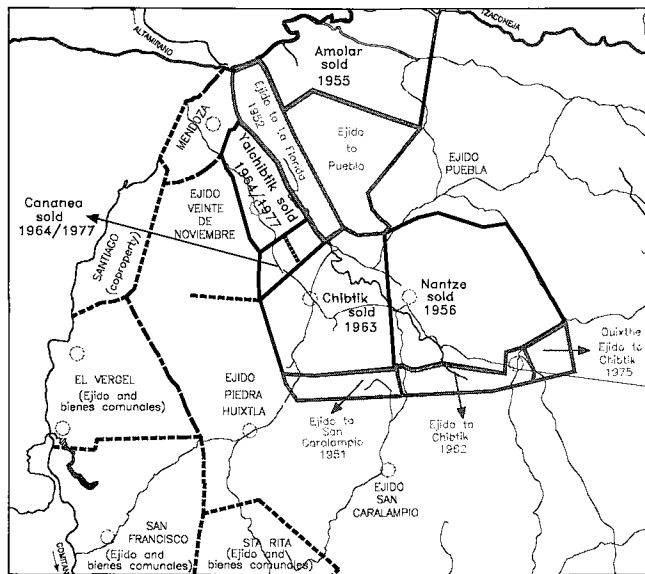 ALTAMIRANO
TZACONEJA
Amolar
sold
1955
MENDOZA
Ejido to La Florida
1952
Ejido
to
Puebla
EJIDO
PUEBLA
Yalchibtik sold
1964/1977
Cananea
sold
1964/1977
EJIDO
VEINTE
DE
NOVIEMBRE
SANTIAGO
(coproperty)
Chibtik
sold
1963
Nantze
sold
1956
Quixthe
Ejido to
Chibtik
1975
EL VERGEL
(Ejido and
bienes comunales)
EJIDO
PIEDRA
HUIXTLA
Ejido to
San
Caralampio
1951
Ejido to
Chibtik
1962
EJIDO
SAN
CARALAMPIO
SAN
FRANCISCO
(Ejido and
bienes comunales)
STA RITA
(Ejido and
bienes comunales)
COMITAN